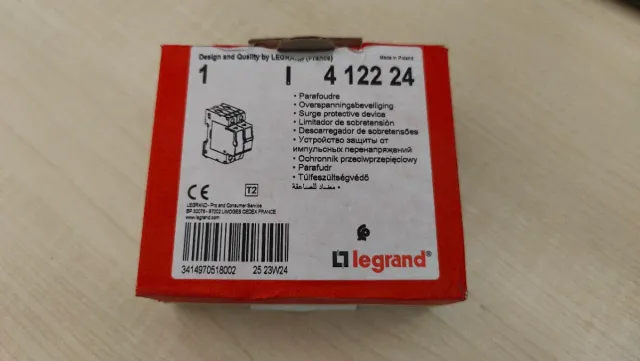 Design and Quality by LEGRAND (France)
Made in Poland
1 I 4 122 24
• Parafoudre
• Overspanningsbeveiliging
• Surge protective device
• Limitador de sobretensión
• Descarregador de sobretensões
• Устройство защиты от
импульсных перенапряжений
• Ochronnik przeciwprzepięciowy
• Parafudr
• Túlfeszültségvédő
• مضاد للصاعقة
CE T2
LEGRAND - Pro and Consumer Service
BP 30076 - 87002 LIMOGES CEDEX FRANCE
www.legrand.com
legrand®
3414970518002 25 23W24